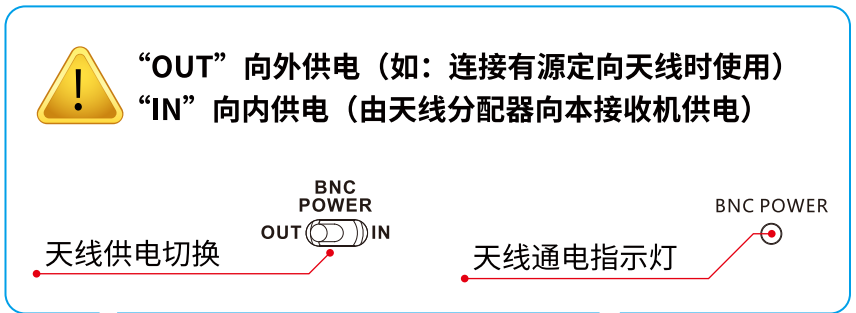 “OUT”向外供电（如：连接有源定向天线时使用）
“IN”向内供电（由天线分配器向本接收机供电）
BNC
POWER
OUT IN
天线供电切换
BNC POWER
天线通电指示灯